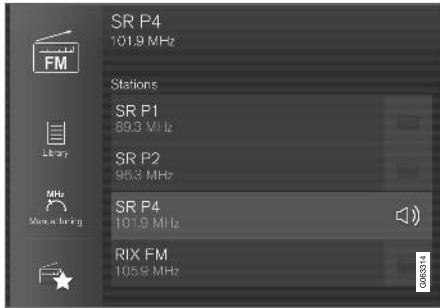 FM
SR P4
101.9 MHz
Stations
SR P1
89.3 MHz
SR P2
96.3 MHz
SR P4
101.9 MHz
RIX FM
105.9 MHz
Library
MHz
Manual tuning
G063314